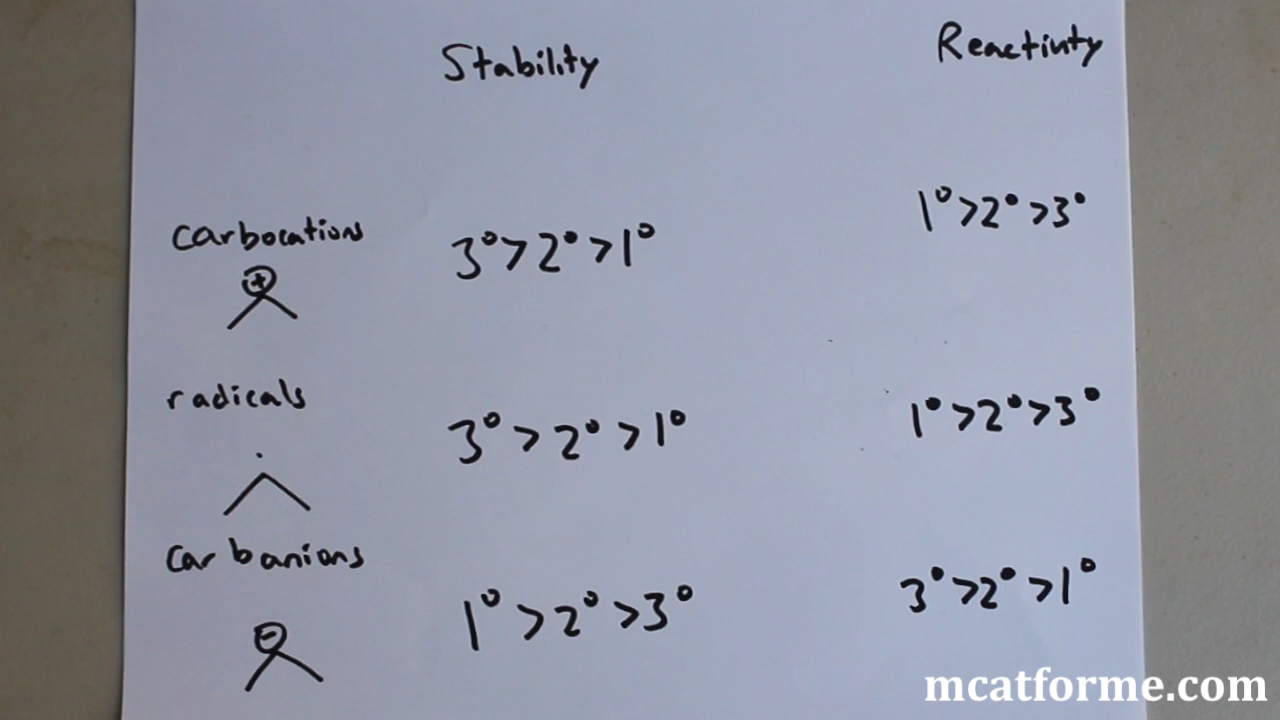 Stability Reactivity
carbocations 3°>2°>1° 1°>2°>3°
+
radicals 3°>2°>1° 1°>2°>3°
carbanions 1°>2°>3° 3°>2°>1°
-
mcatforme.com